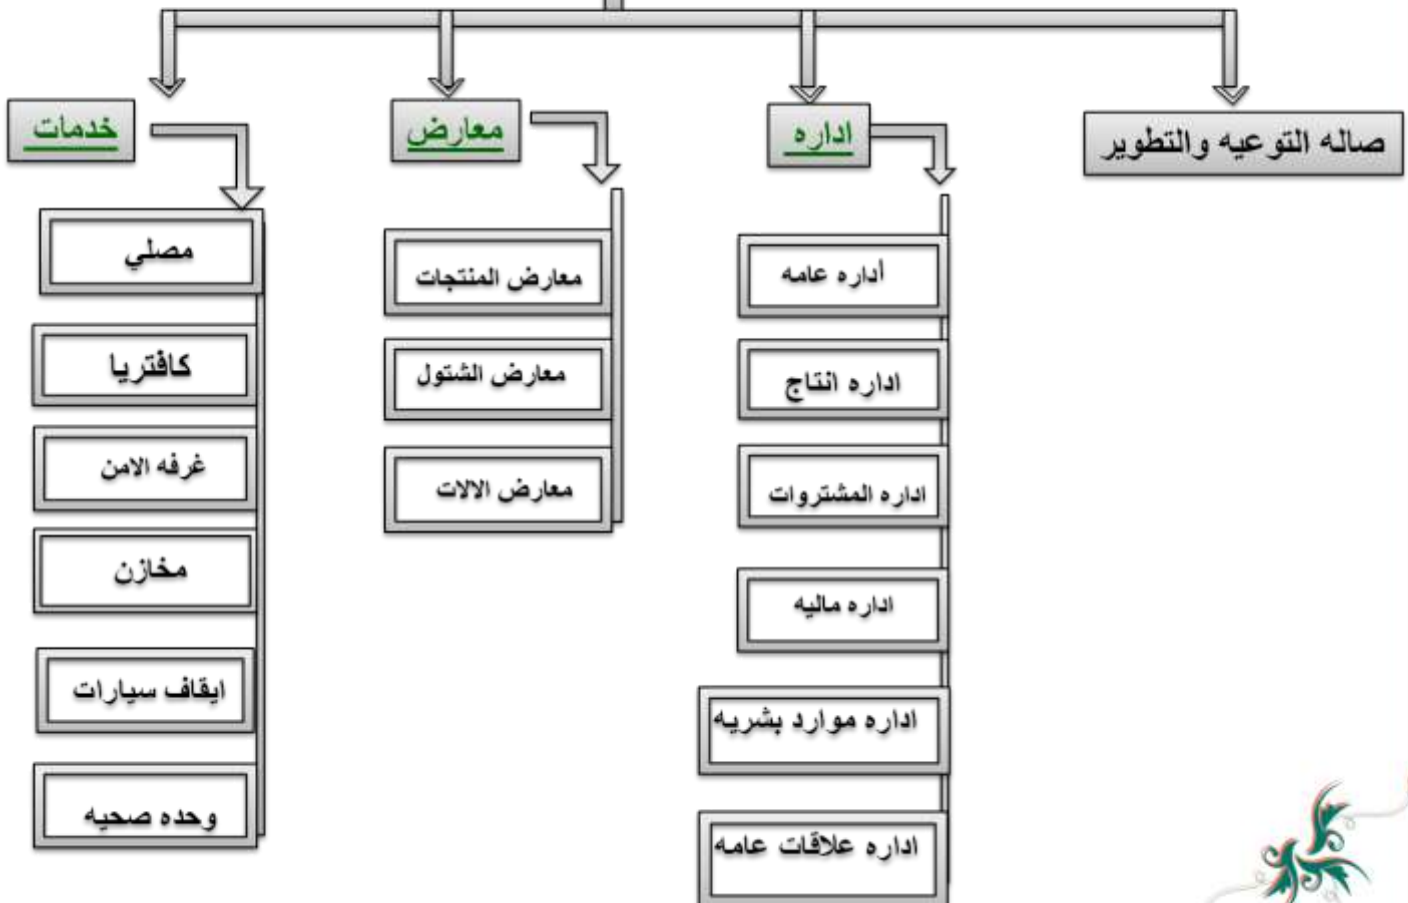 صاله التوعيه والتطوير
اداره
أداره عامه
اداره انتاج
اداره المشتروات
اداره ماليه
اداره موارد بشريه
اداره علاقات عامه
معارض
معارض المنتجات
معارض الشتول
معارض الالات
خدمات
مصلي
كافتريا
غرفه الامن
مخازن
ايقاف سيارات
وحده صحيه